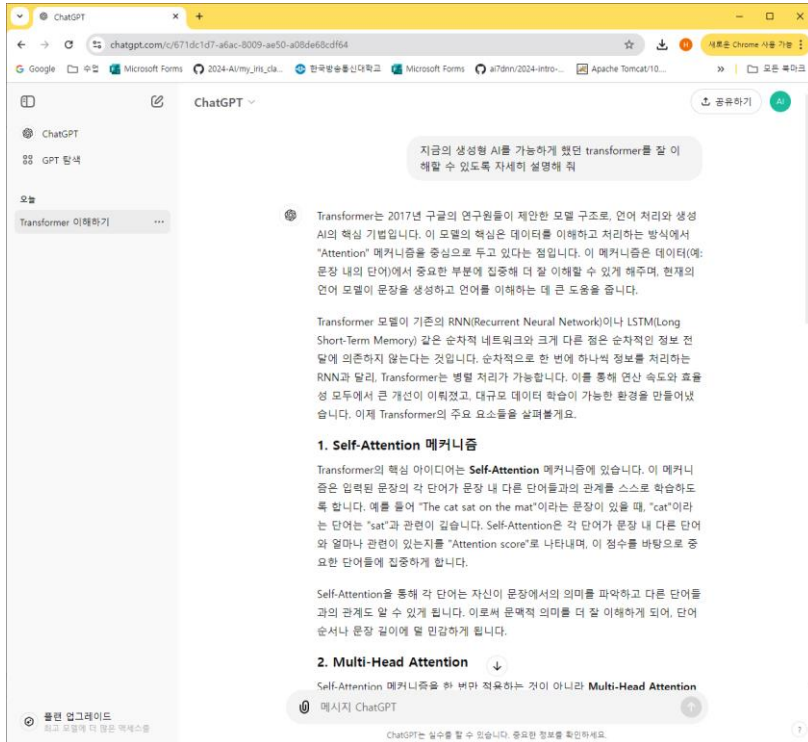 ChatGPT
chatgpt.com/c/671dc1d7-a6ac-8009-ae50-a08de68cdf64
새로운 Chrome 사용 가능
Google 수업 Microsoft Forms 2024-AI/my_iris_cla... 한국방송통신대학교 Microsoft Forms ai7dnn/2024-intro-... Apache Tomcat/10... » 모든 북마크
ChatGPT
공유하기
AI
ChatGPT
GPT 탐색
오늘
Transformer 이해하기
지금의 생성형 AI를 가능하게 했던 transformer를 잘 이
해할 수 있도록 자세히 설명해 줘
Transformer는 2017년 구글의 연구원들이 제안한 모델 구조로, 언어 처리와 생성
AI의 핵심 기법입니다. 이 모델의 핵심은 데이터를 이해하고 처리하는 방식에서
"Attention" 메커니즘을 중심으로 두고 있다는 점입니다. 이 메커니즘은 데이터(예:
문장 내의 단어)에서 중요한 부분에 집중해 더 잘 이해할 수 있게 해주며, 현재의
언어 모델이 문장을 생성하고 언어를 이해하는 데 큰 도움을 줍니다.
Transformer 모델이 기존의 RNN(Recurrent Neural Network)이나 LSTM(Long
Short-Term Memory) 같은 순차적 네트워크와 크게 다른 점은 순차적인 정보 전
달에 의존하지 않는다는 것입니다. 순차적으로 한 번에 하나씩 정보를 처리하는
RNN과 달리, Transformer는 병렬 처리가 가능합니다. 이를 통해 연산 속도와 효율
성 모두에서 큰 개선이 이뤄졌고, 대규모 데이터 학습이 가능한 환경을 만들어냈
습니다. 이제 Transformer의 주요 요소들을 살펴볼게요.
1. Self-Attention 메커니즘
Transformer의 핵심 아이디어는 Self-Attention 메커니즘에 있습니다. 이 메커니
즘은 입력된 문장의 각 단어가 문장 내 다른 단어들과의 관계를 스스로 학습하도
록 합니다. 예를 들어 "The cat sat on the mat"이라는 문장이 있을 때, "cat"이라
는 단어는 "sat"과 관련이 깊습니다. Self-Attention은 각 단어가 문장 내 다른 단어
와 얼마나 관련이 있는지를 "Attention score"로 나타내며, 이 점수를 바탕으로 중
요한 단어들에 집중하게 합니다.
Self-Attention을 통해 각 단어는 자신이 문장에서의 의미를 파악하고 다른 단어들
과의 관계도 알 수 있게 됩니다. 이로써 문맥적 의미를 더 잘 이해하게 되어, 단어
순서나 문장 길이에 덜 민감하게 됩니다.
2. Multi-Head Attention
Self-Attention 메커니즘을 한 번만 적용하는 것이 아니라 Multi-Head Attention
메시지 ChatGPT
플랜 업그레이드
최고 모델에 더 많은 액세스를
ChatGPT는 실수를 할 수 있습니다. 중요한 정보를 확인하세요.
?